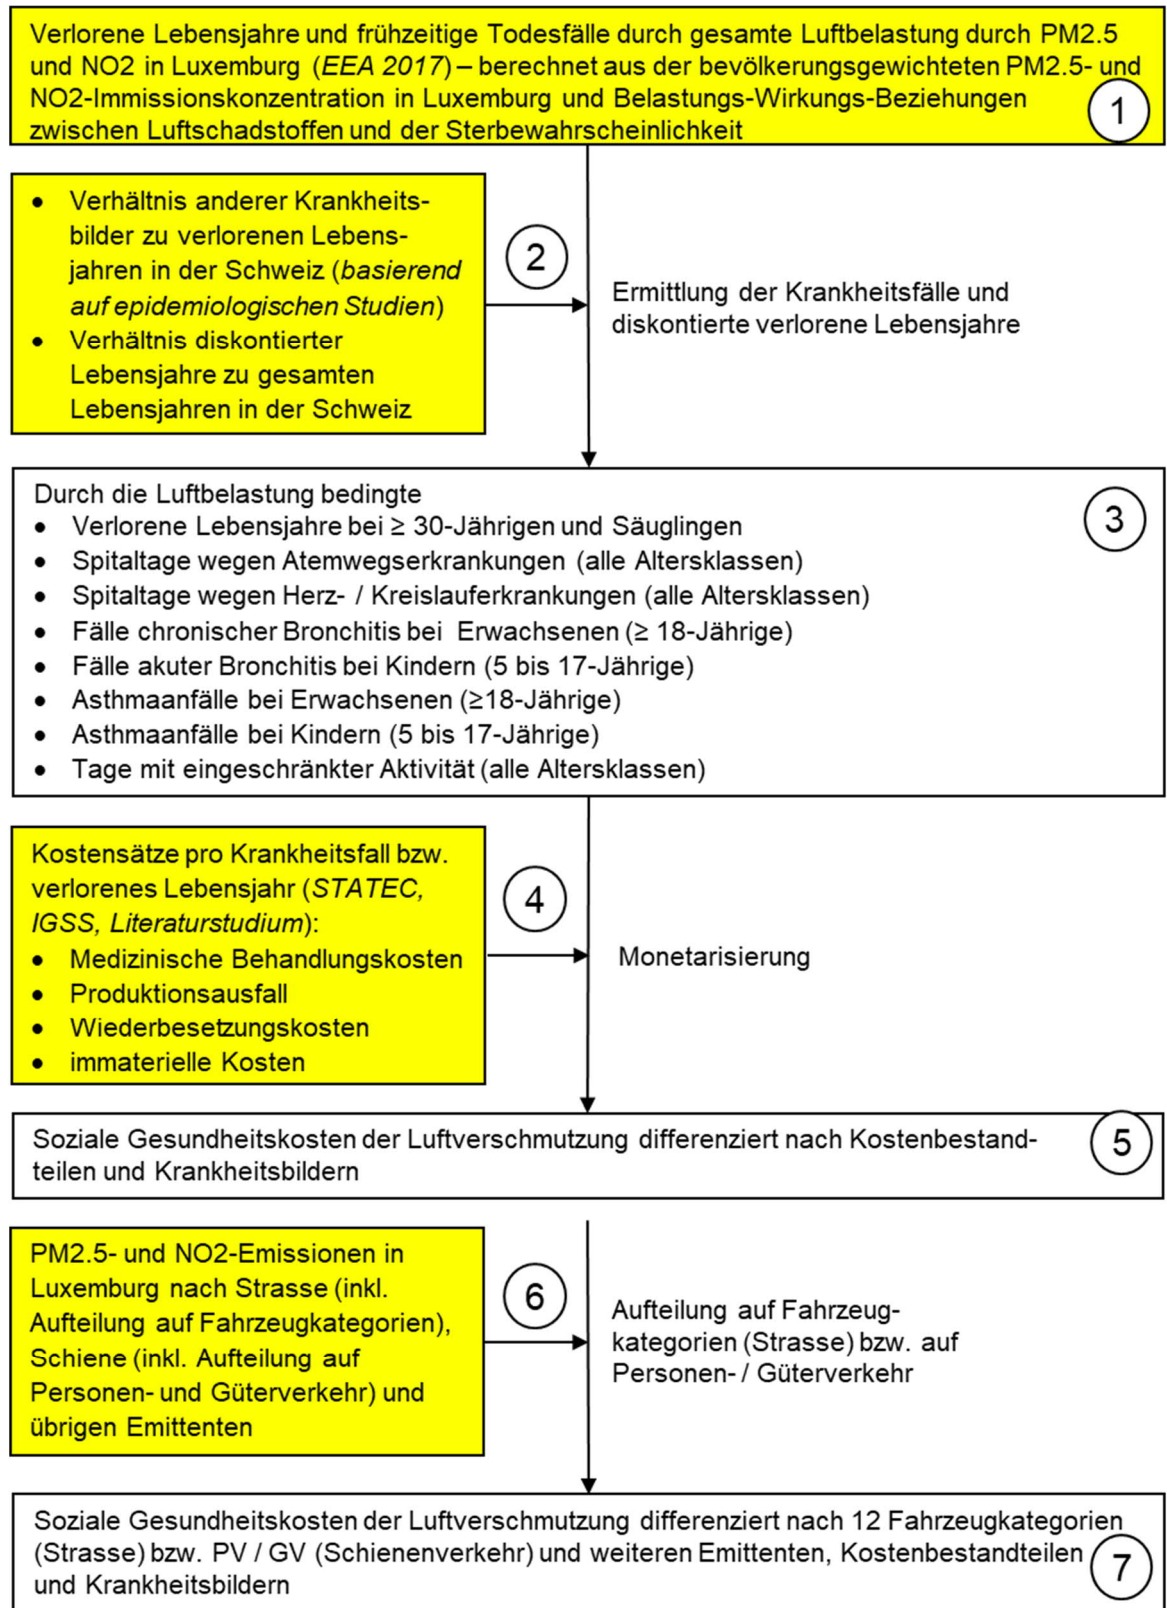 Verlorene Lebensjahre und frühzeitige Todesfälle durch gesamte Luftbelastung durch PM2.5
und NO2 in Luxemburg (EEA 2017) – berechnet aus der bevölkerungsgewichteten PM2.5- und
NO2-Immissionskonzentration in Luxemburg und Belastungs-Wirkungs-Beziehungen
zwischen Luftschadstoffen und der Sterbewahrscheinlichkeit
1
• Verhältnis anderer Krankheits-
bilder zu verlorenen Lebens-
jahren in der Schweiz (basierend
auf epidemiologischen Studien)
• Verhältnis diskontierter
Lebensjahre zu gesamten
Lebensjahren in der Schweiz
2
Ermittlung der Krankheitsfälle und
diskontierte verlorene Lebensjahre
Durch die Luftbelastung bedingte
• Verlorene Lebensjahre bei ≥ 30-Jährigen und Säuglingen
• Spitaltage wegen Atemwegserkrankungen (alle Altersklassen)
• Spitaltage wegen Herz- / Kreislauferkrankungen (alle Altersklassen)
• Fälle chronischer Bronchitis bei Erwachsenen (≥ 18-Jährige)
• Fälle akuter Bronchitis bei Kindern (5 bis 17-Jährige)
• Asthmaanfälle bei Erwachsenen (≥18-Jährige)
• Asthmaanfälle bei Kindern (5 bis 17-Jährige)
• Tage mit eingeschränkter Aktivität (alle Altersklassen)
3
Kostensätze pro Krankheitsfall bzw.
verlorenes Lebensjahr (STATEC,
IGSS, Literaturstudium):
• Medizinische Behandlungskosten
• Produktionsausfall
• Wiederbesetzungskosten
• immaterielle Kosten
4
Monetarisierung
Soziale Gesundheitskosten der Luftverschmutzung differenziert nach Kostenbestand-
teilen und Krankheitsbildern
5
PM2.5- und NO2-Emissionen in
Luxemburg nach Strasse (inkl.
Aufteilung auf Fahrzeugkategorien),
Schiene (inkl. Aufteilung auf
Personen- und Güterverkehr) und
übrigen Emittenten
6
Aufteilung auf Fahrzeug-
kategorien (Strasse) bzw. auf
Personen- / Güterverkehr
Soziale Gesundheitskosten der Luftverschmutzung differenziert nach 12 Fahrzeugkategorien
(Strasse) bzw. PV / GV (Schienenverkehr) und weiteren Emittenten, Kostenbestandteilen
und Krankheitsbildern
7